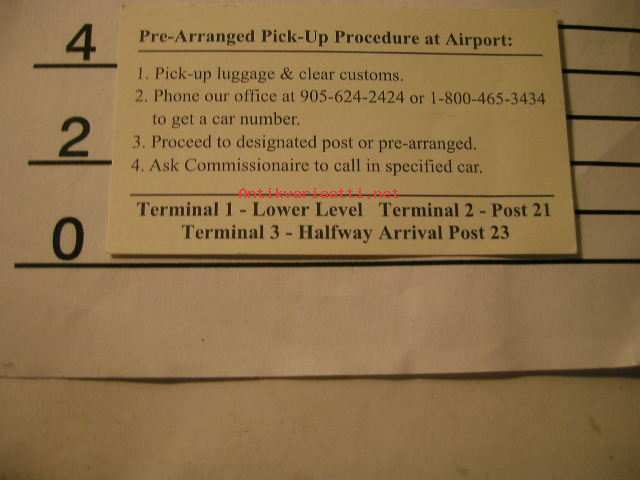 Pre-Arranged Pick-Up Procedure at Airport:
1. Pick-up luggage & clear customs.
2. Phone our office at 905-624-2424 or 1-800-465-3434
to get a car number.
3. Proceed to designated post or pre-arranged.
4. Ask Commissionaire to call in specified car.
Antikvariaatti.net
Terminal 1 - Lower Level Terminal 2 - Post 21
Terminal 3 - Halfway Arrival Post 23
4
2
0